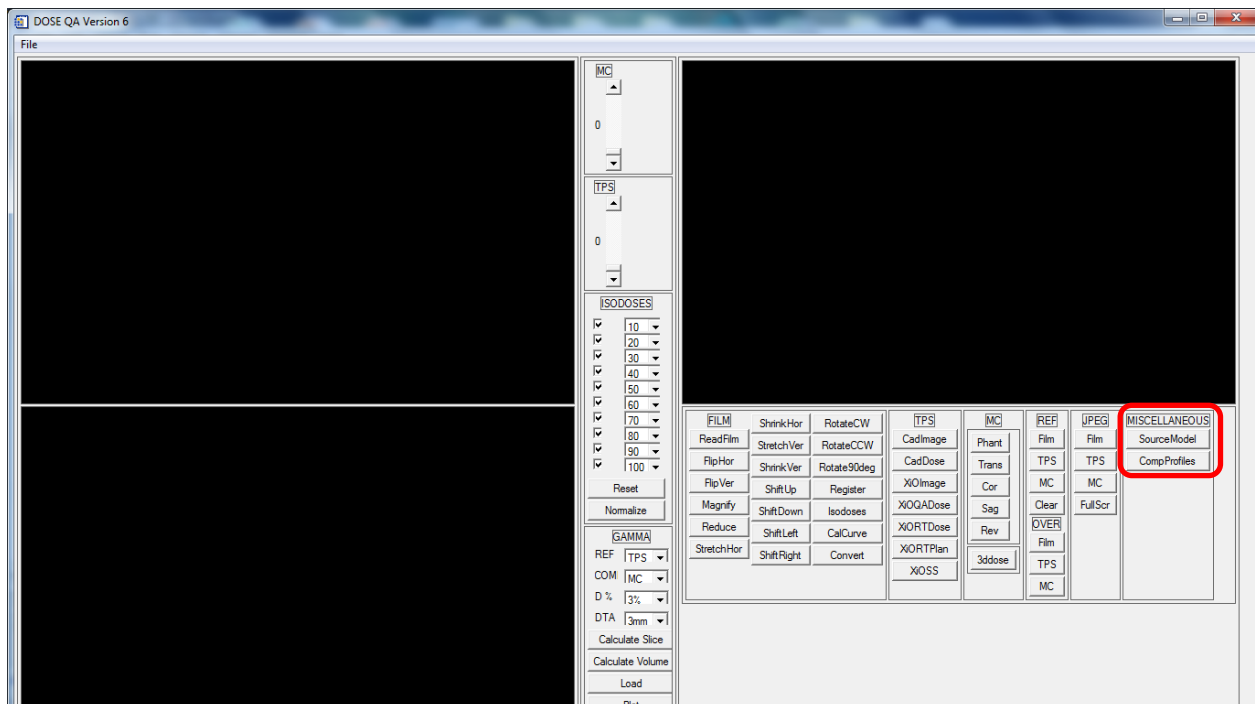 DOSE QA Version 6
File
MC
0
TPS
0
ISODOSES
10
20
30
40
50
60
70
80
90
100
Reset
Normalize
GAMMA
REF TPS
COM MC
D % 3%
DTA 3mm
Calculate Slice
Calculate Volume
Load
Plot
FILM
ReadFilm
FlipHor
FlipVer
Magnify
Reduce
StretchHor
ShrinkHor
StretchVer
ShrinkVer
ShiftUp
ShiftDown
ShiftLeft
ShiftRight
RotateCW
RotateCCW
Rotate90deg
Register
Isodoses
CalCurve
Convert
TPS
CadImage
CadDose
XiOImage
XiOQADose
XiORTDose
XiORTPlan
XiOSS
MC
Phant
Trans
Cor
Sag
Rev
3ddose
REF
Film
TPS
MC
Clear
OVER
Film
TPS
MC
JPEG
Film
TPS
MC
FullScr
MISCELLANEOUS
SourceModel
CompProfiles